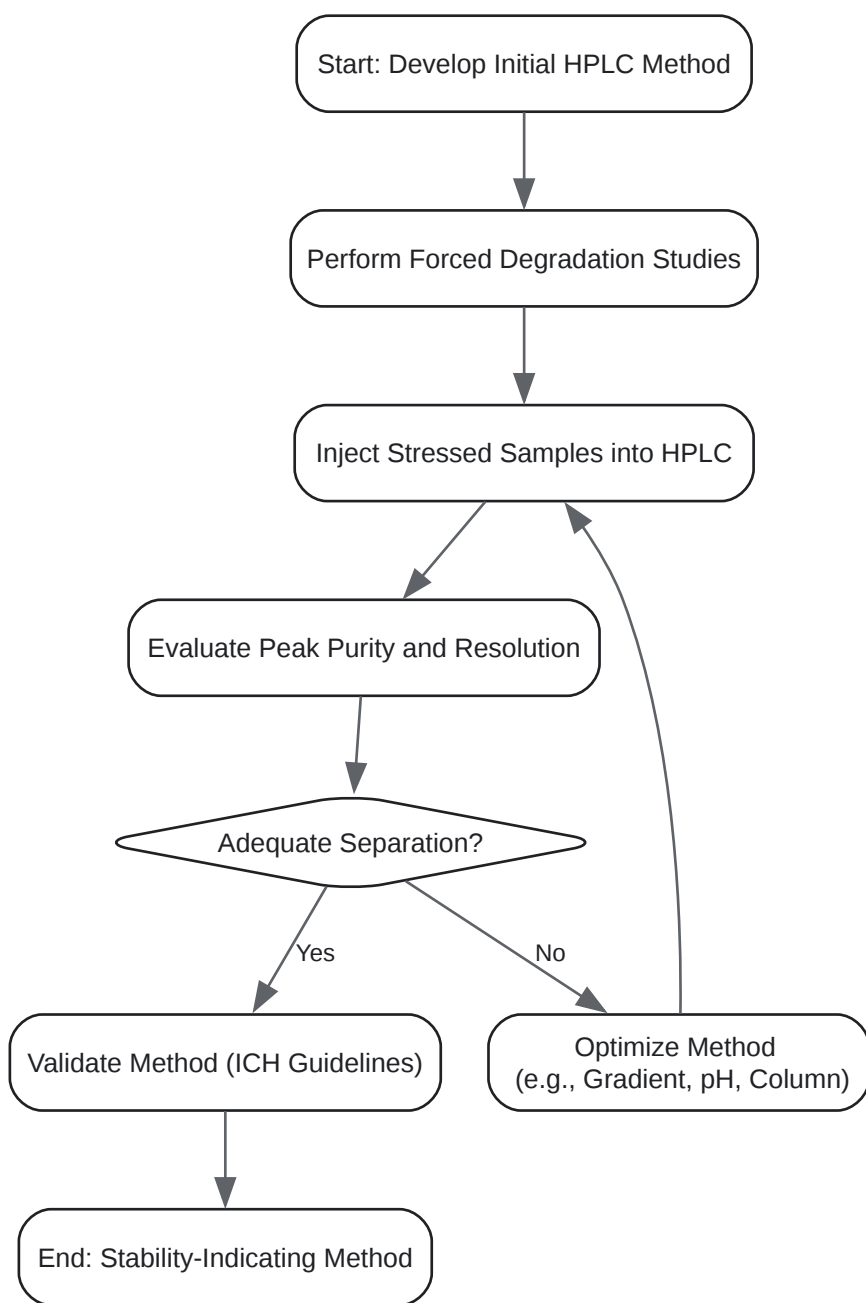 Start: Develop Initial HPLC Method
Perform Forced Degradation Studies
Inject Stressed Samples into HPLC
Evaluate Peak Purity and Resolution
Adequate Separation?
Yes
No
Validate Method (ICH Guidelines)
Optimize Method
(e.g., Gradient, pH, Column)
End: Stability-Indicating Method